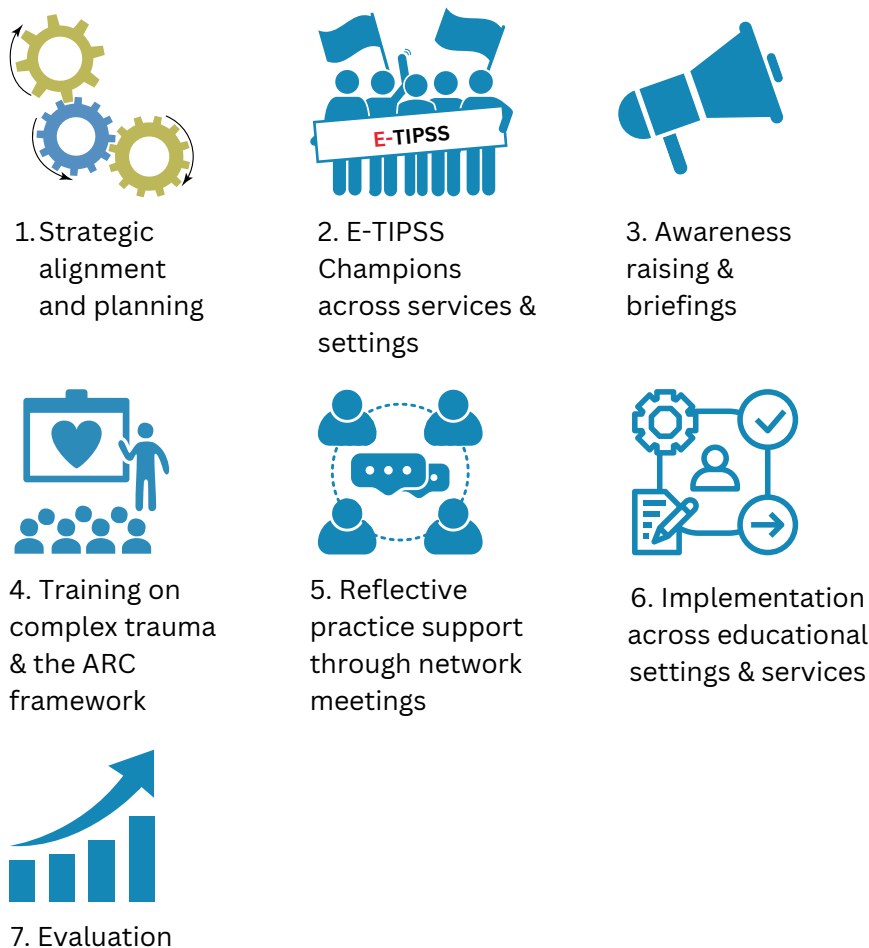 E-TIPSS
1. Strategic
alignment
and planning
2. E-TIPSS
Champions
across services &
settings
3. Awareness
raising &
briefings
4. Training on
complex trauma
& the ARC
framework
5. Reflective
practice support
through network
meetings
6. Implementation
across educational
settings & services
7. Evaluation